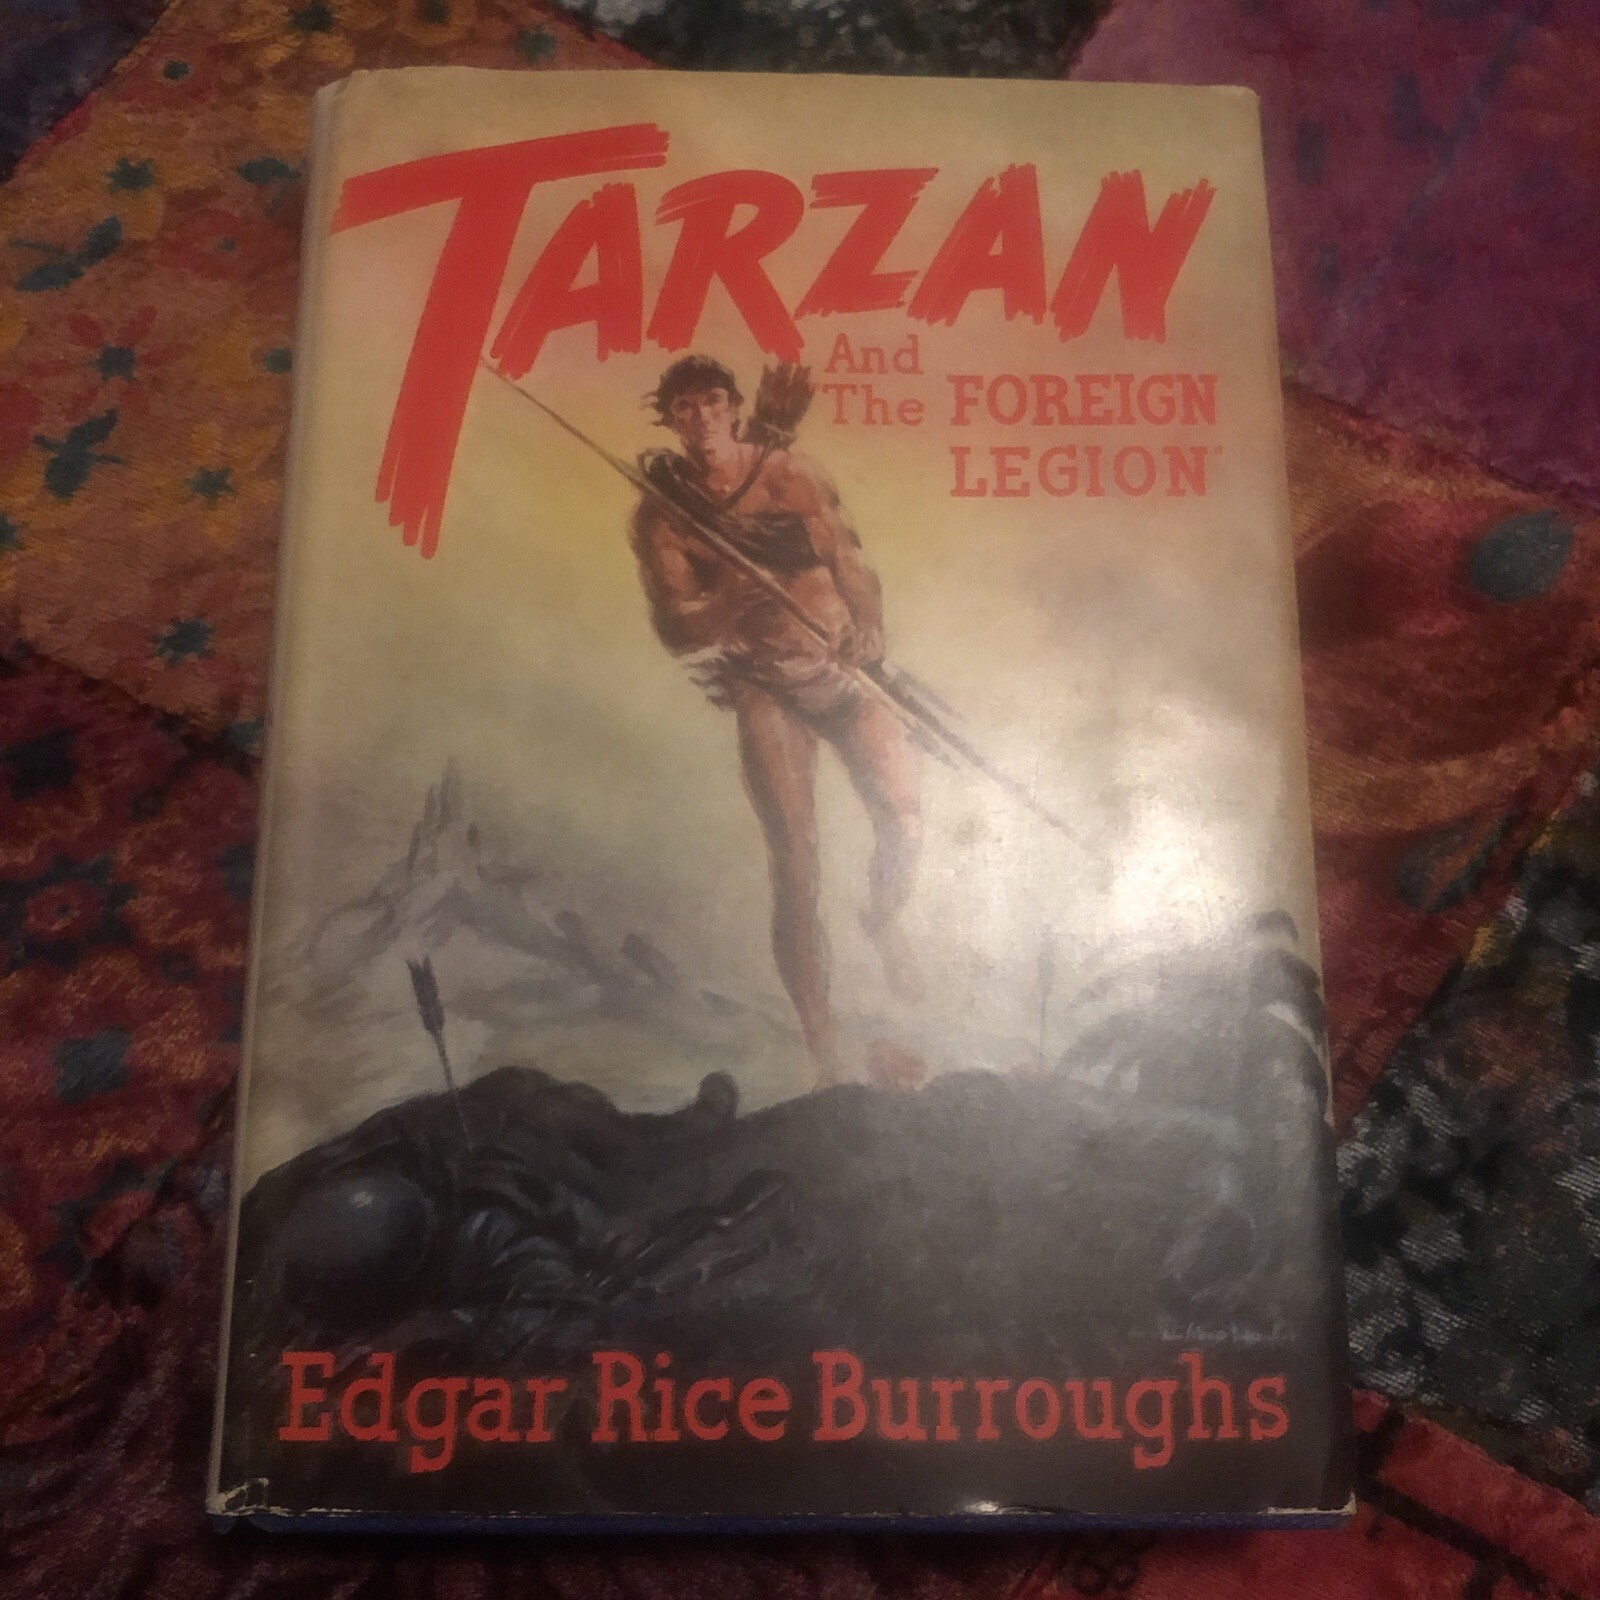 TARZAN
And
"The FOREIGN
LEGION"
Edgar Rice Burroughs